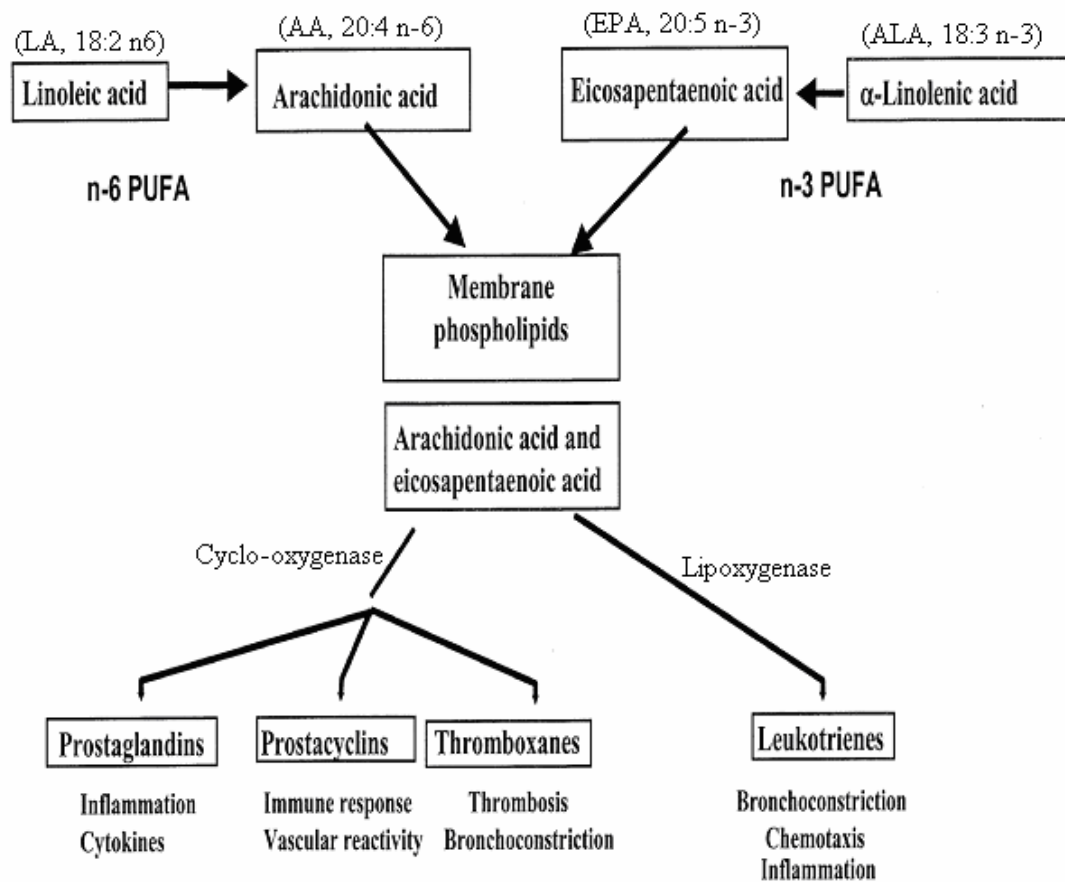 (LA, 18:2 n6)
(AA, 20:4 n-6)
(EPA, 20:5 n-3)
(ALA, 18:3 n-3)
Linoleic acid
Arachidonic acid
Eicosapentaenoic acid
α-Linolenic acid
n-6 PUFA
n-3 PUFA
Membrane
phospholipids
Arachidonic acid and
eicosapentaenoic acid
Cyclo-oxygenase
Lipoxygenase
Prostaglandins
Prostacyclins
Thromboxanes
Leukotrienes
Inflammation
Cytokines
Immune response
Vascular reactivity
Thrombosis
Bronchoconstriction
Bronchoconstriction
Chemotaxis
Inflammation